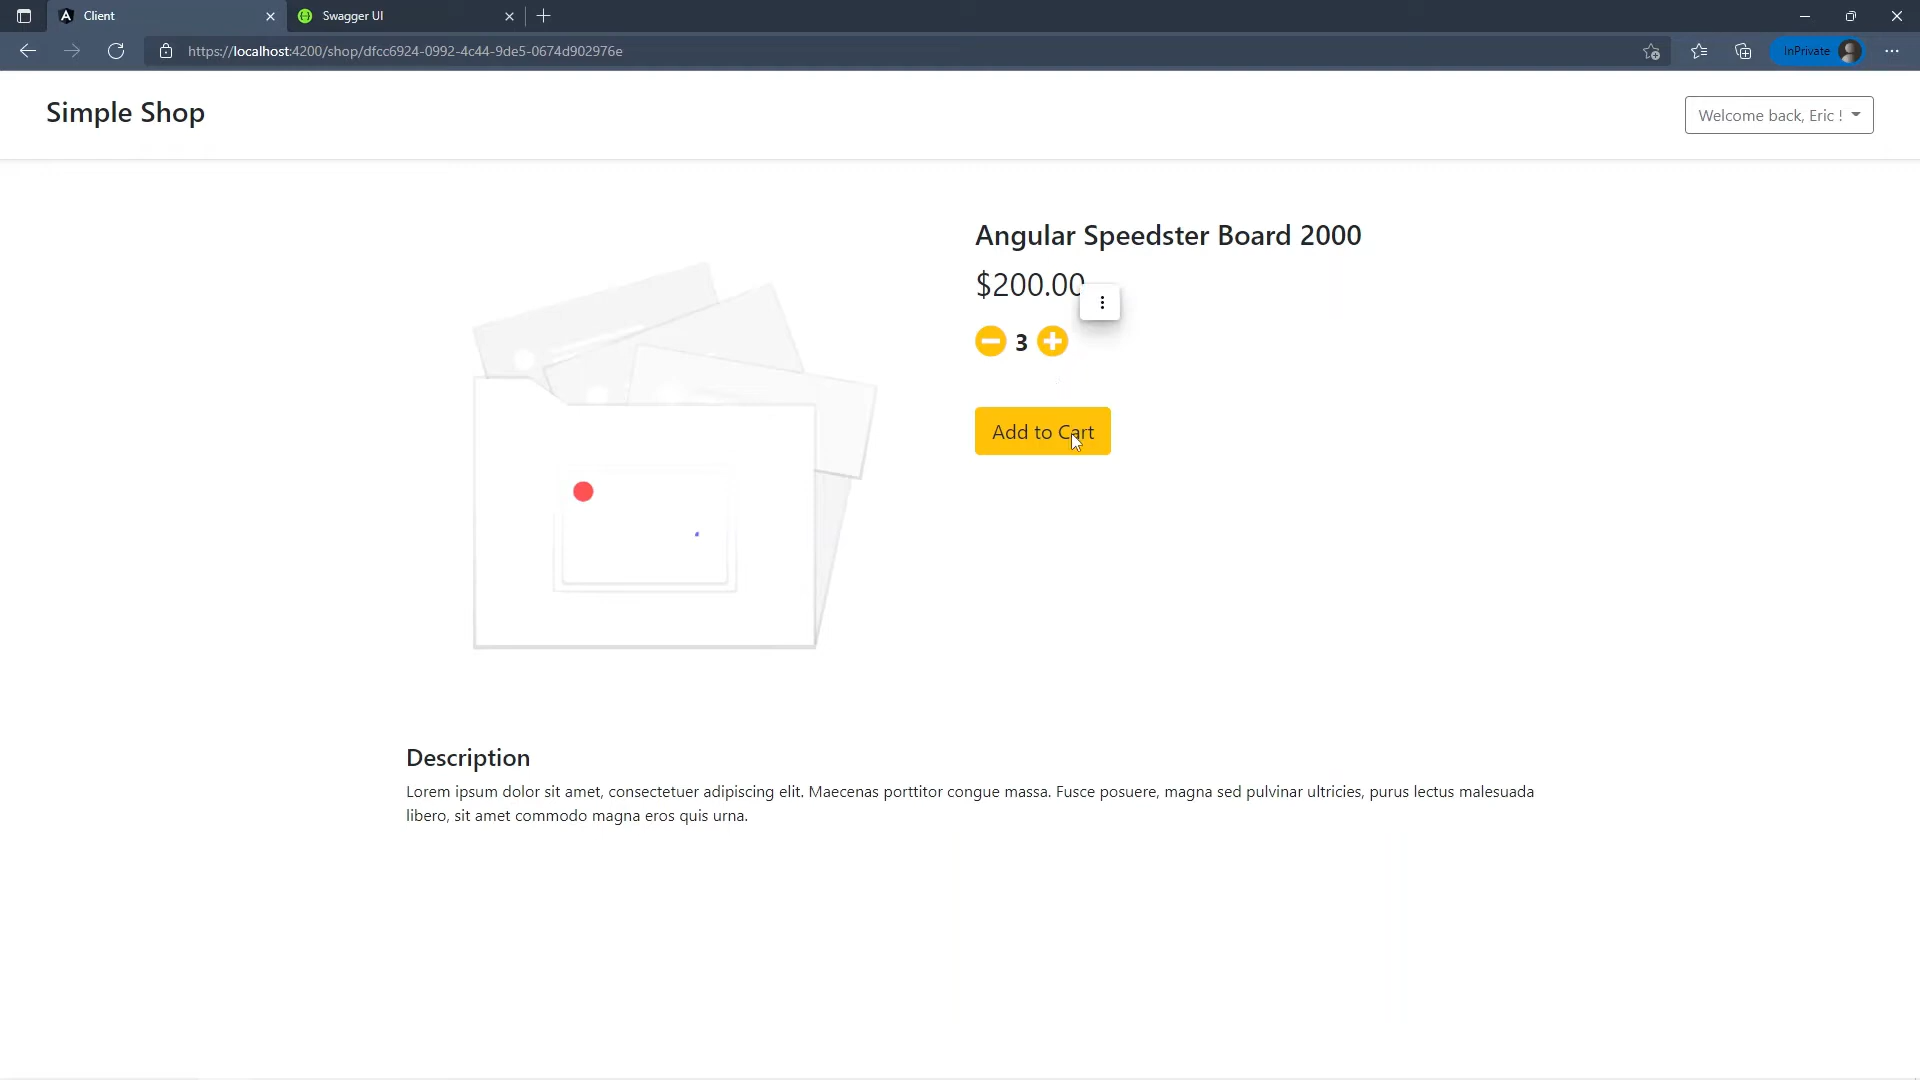 Client
Swagger UI
https://localhost:4200/shop/dfcc6924-0992-4c44-9de5-0674d902976e
InPrivate
Simple Shop
Welcome back, Eric !
Angular Speedster Board 2000
$200.00
3
Add to Cart
Description
Lorem ipsum dolor sit amet, consectetuer adipiscing elit. Maecenas porttitor congue massa. Fusce posuere, magna sed pulvinar ultricies, purus lectus malesuada
libero, sit amet commodo magna eros quis urna.